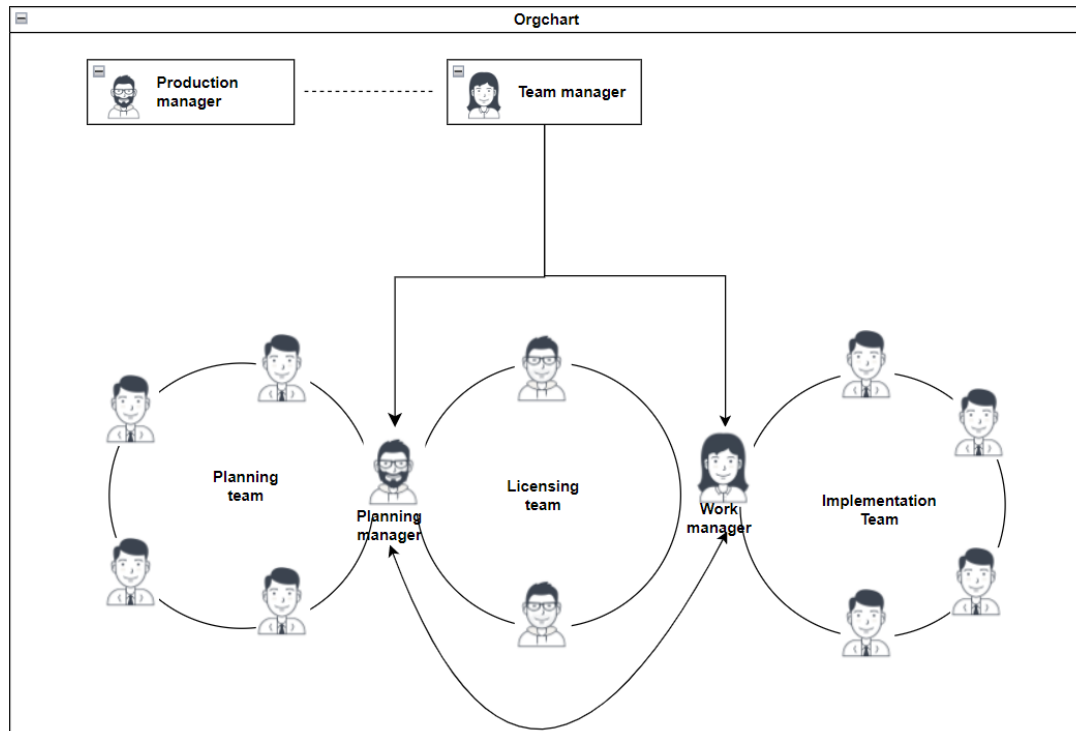 Orgchart
Production
manager
Team manager
Planning
team
Planning
manager
Licensing
team
Work
manager
Implementation
Team